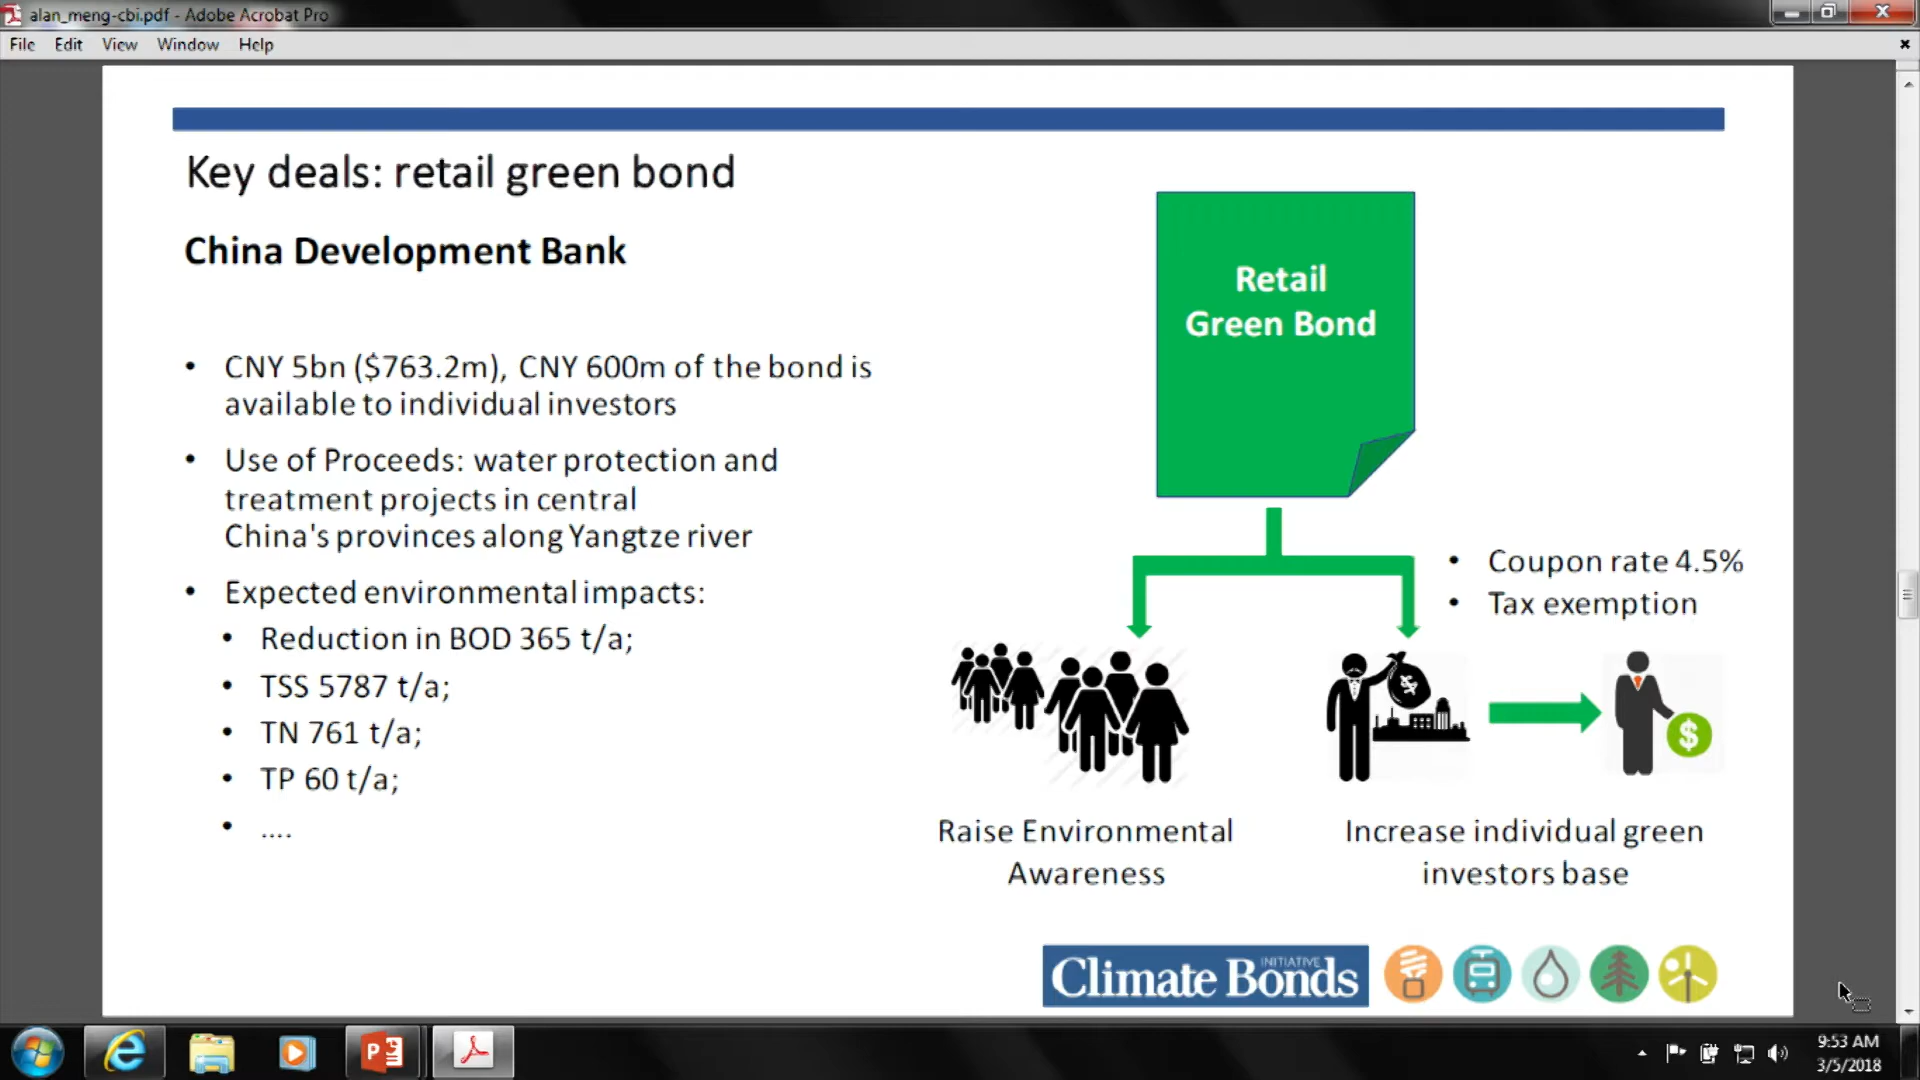 alan_meng-cbi.pdf - Adobe Acrobat Pro
File Edit View Window Help
Key deals: retail green bond
China Development Bank
• CNY 5bn ($763.2m), CNY 600m of the bond is
available to individual investors
• Use of Proceeds: water protection and
treatment projects in central
China's provinces along Yangtze river
• Expected environmental impacts:
• Reduction in BOD 365 t/a;
• TSS 5787 t/a;
• TN 761 t/a;
• TP 60 t/a;
• ....
Retail
Green Bond
• Coupon rate 4.5%
• Tax exemption
$
$
Raise Environmental
Awareness
Increase individual green
investors base
Climate Bonds
INITIATIVE
9:53 AM
3/5/2018